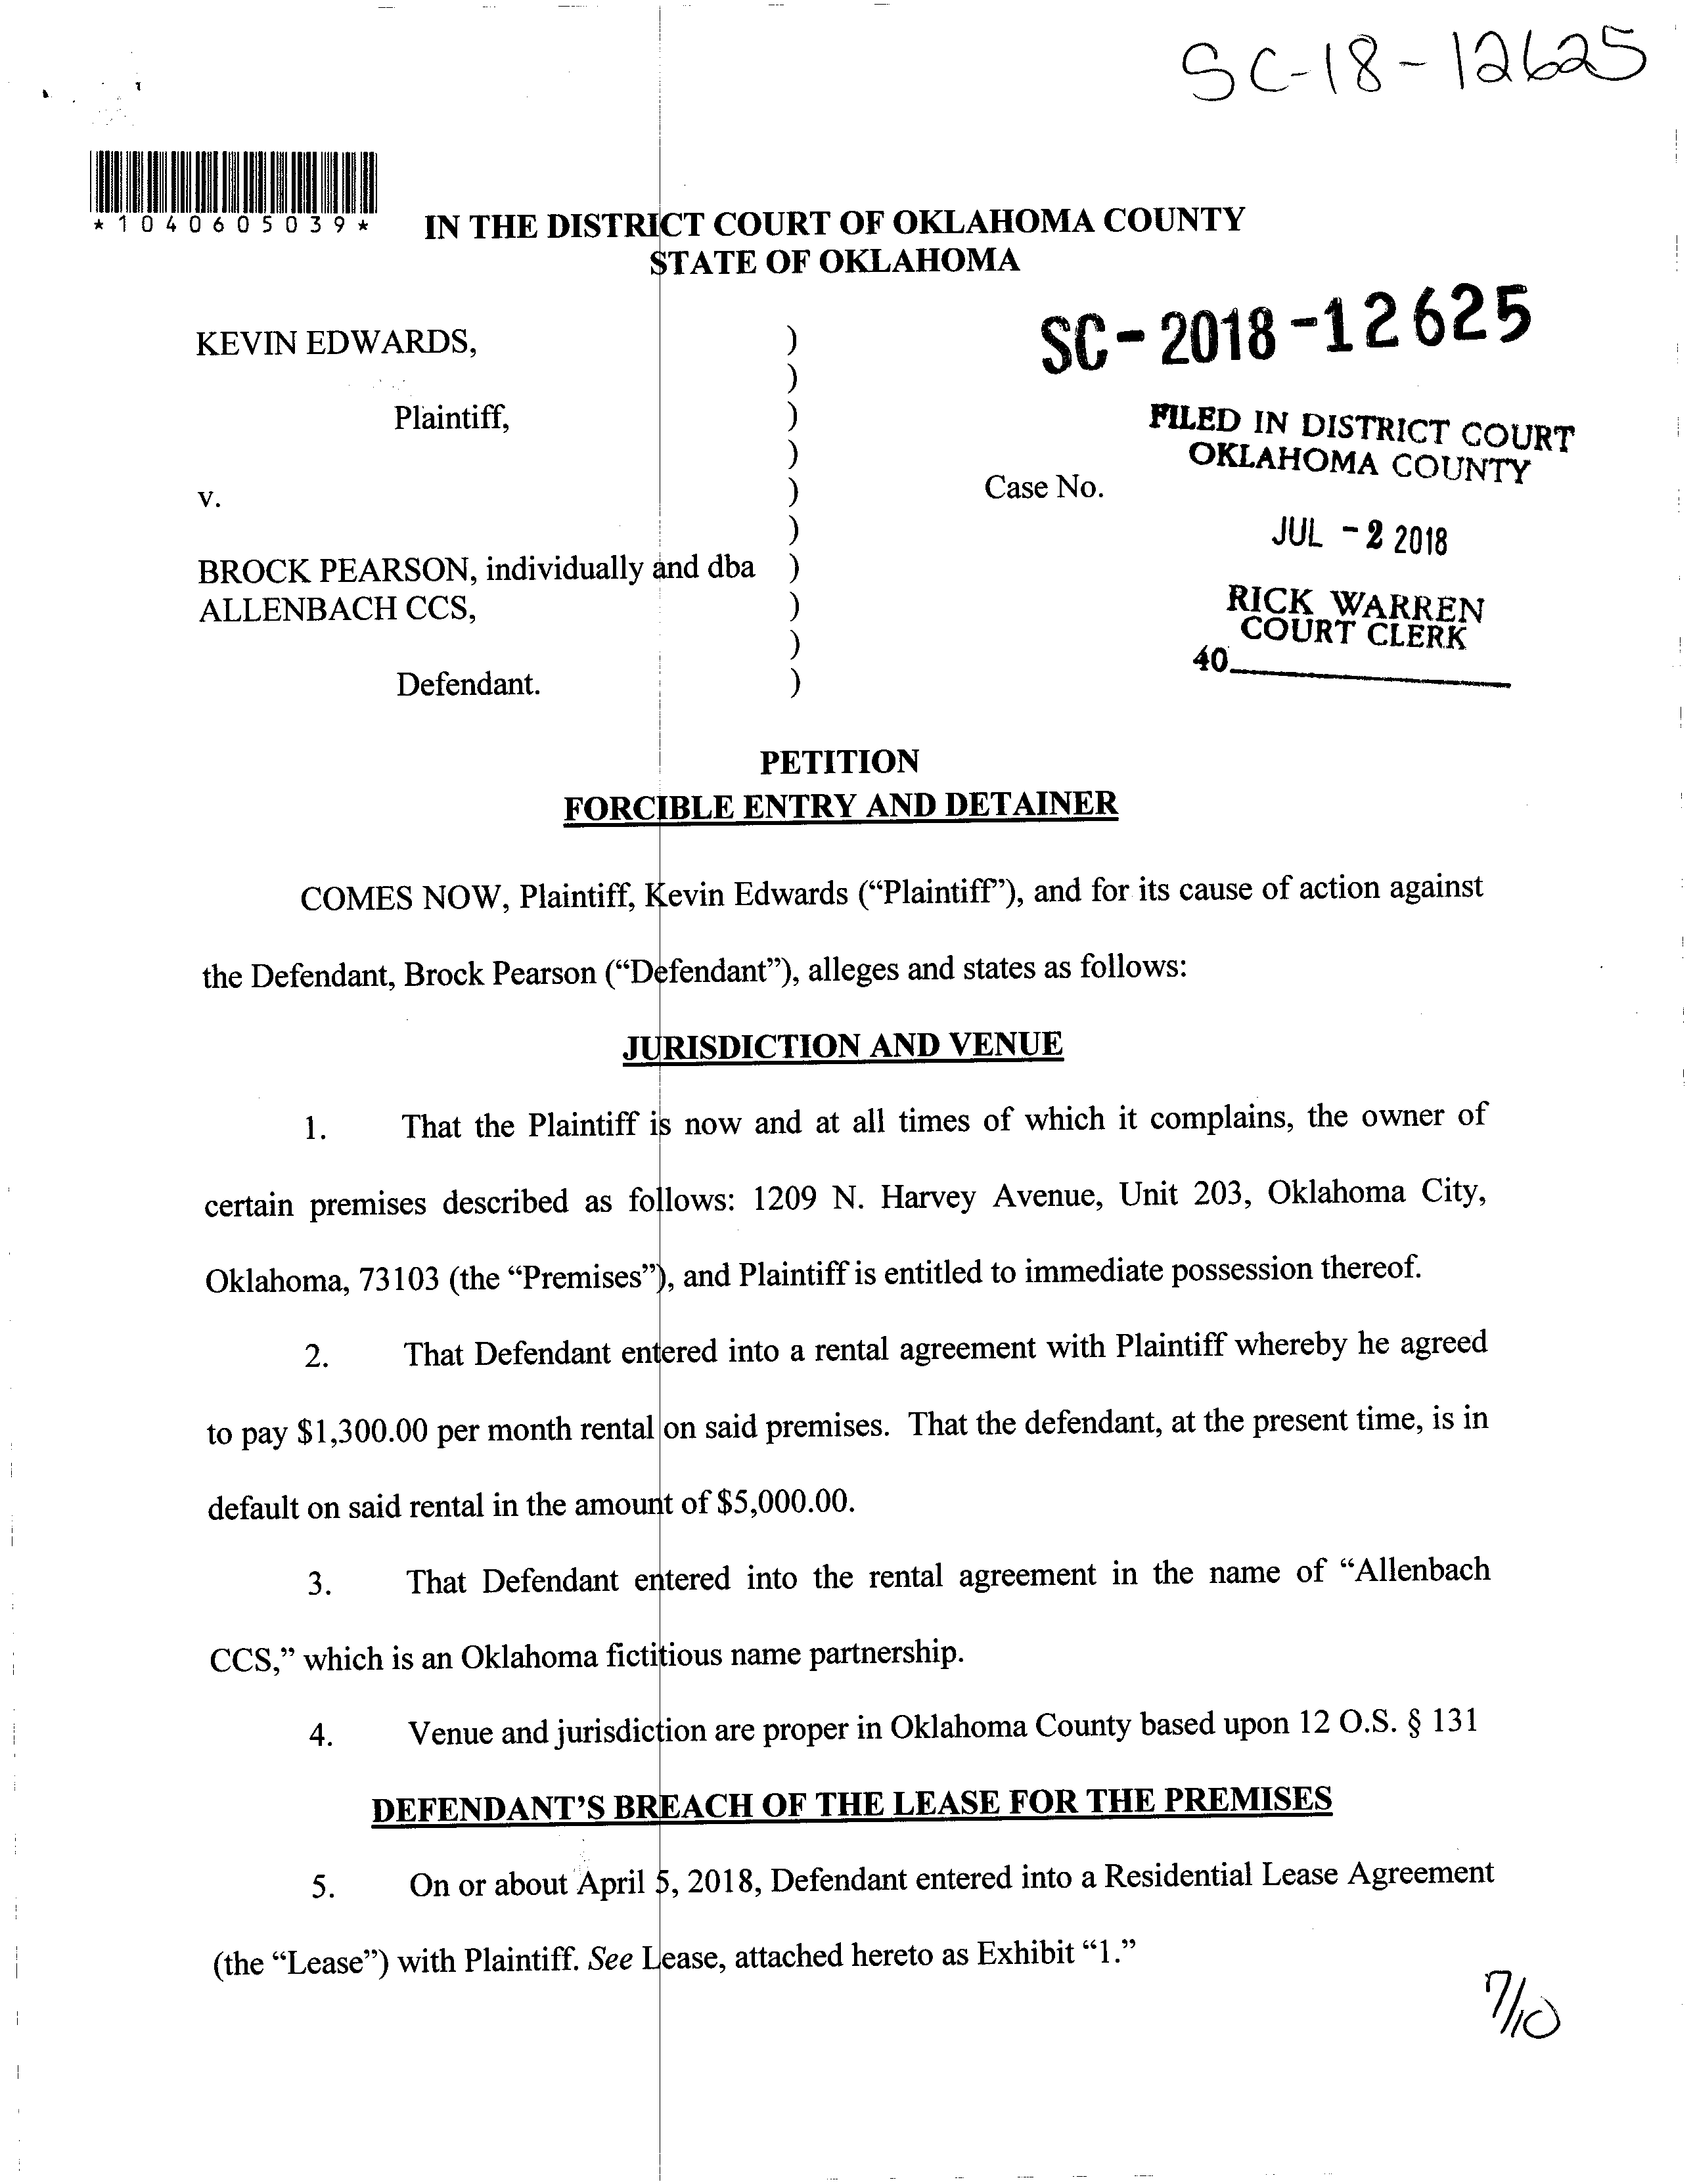 SC-18-12625
*1040605039*
IN THE DISTRICT COURT OF OKLAHOMA COUNTY
STATE OF OKLAHOMA
KEVIN EDWARDS, )
)
Plaintiff, )
)
v. )
)
BROCK PEARSON, individually and dba )
ALLENBACH CCS, )
)
Defendant. )
SC-2018-12625
FILED IN DISTRICT COURT
OKLAHOMA COUNTY
Case No.
JUL -2 2018
RICK WARREN
COURT CLERK
40
PETITION
FORCIBLE ENTRY AND DETAINER
COMES NOW, Plaintiff, Kevin Edwards (“Plaintiff”), and for its cause of action against
the Defendant, Brock Pearson (“Defendant”), alleges and states as follows:
JURISDICTION AND VENUE
1. That the Plaintiff is now and at all times of which it complains, the owner of
certain premises described as follows: 1209 N. Harvey Avenue, Unit 203, Oklahoma City,
Oklahoma, 73103 (the “Premises”), and Plaintiff is entitled to immediate possession thereof.
2. That Defendant entered into a rental agreement with Plaintiff whereby he agreed
to pay $1,300.00 per month rental on said premises. That the defendant, at the present time, is in
default on said rental in the amount of $5,000.00.
3. That Defendant entered into the rental agreement in the name of “Allenbach
CCS,” which is an Oklahoma fictitious name partnership.
4. Venue and jurisdiction are proper in Oklahoma County based upon 12 O.S. § 131
DEFENDANT’S BREACH OF THE LEASE FOR THE PREMISES
5. On or about April 5, 2018, Defendant entered into a Residential Lease Agreement
(the “Lease”) with Plaintiff. See Lease, attached hereto as Exhibit “1.”
7/10